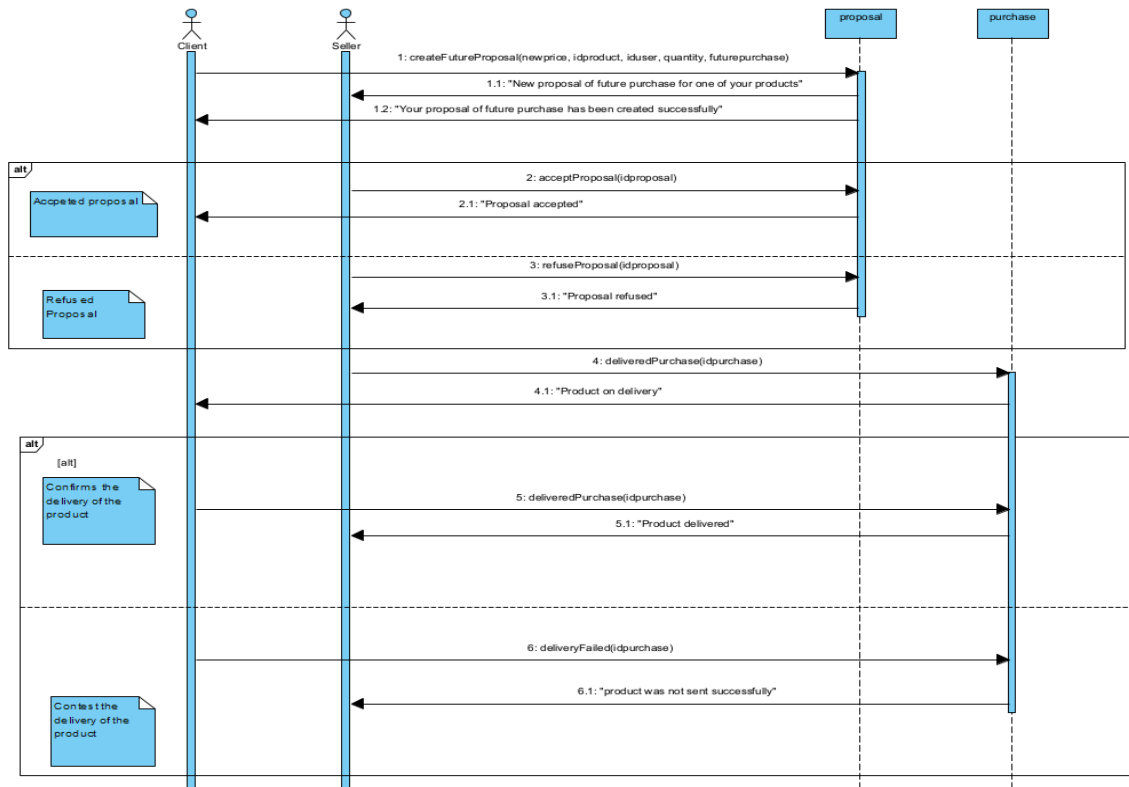 Client
Seller
proposal
purchase
1: createFutureProposal(newprice, idproduct, iduser, quantity, futurepurchase)
1.1: "New proposal of future purchase for one of your products"
1.2: "Your proposal of future purchase has been created successfully"
alt
Accpeted proposal
2: acceptProposal(idproposal)
2.1: "Proposal accepted"
3: refuseProposal(idproposal)
Refused
Proposal
3.1: "Proposal refused"
4: deliveredPurchase(idpurchase)
4.1: "Product on delivery"
alt
[alt]
Confirms the
delivery of the
product
5: deliveredPurchase(idpurchase)
5.1: "Product delivered"
6: deliveryFailed(idpurchase)
6.1: "product was not sent successfully"
Contest the
delivery of the
product